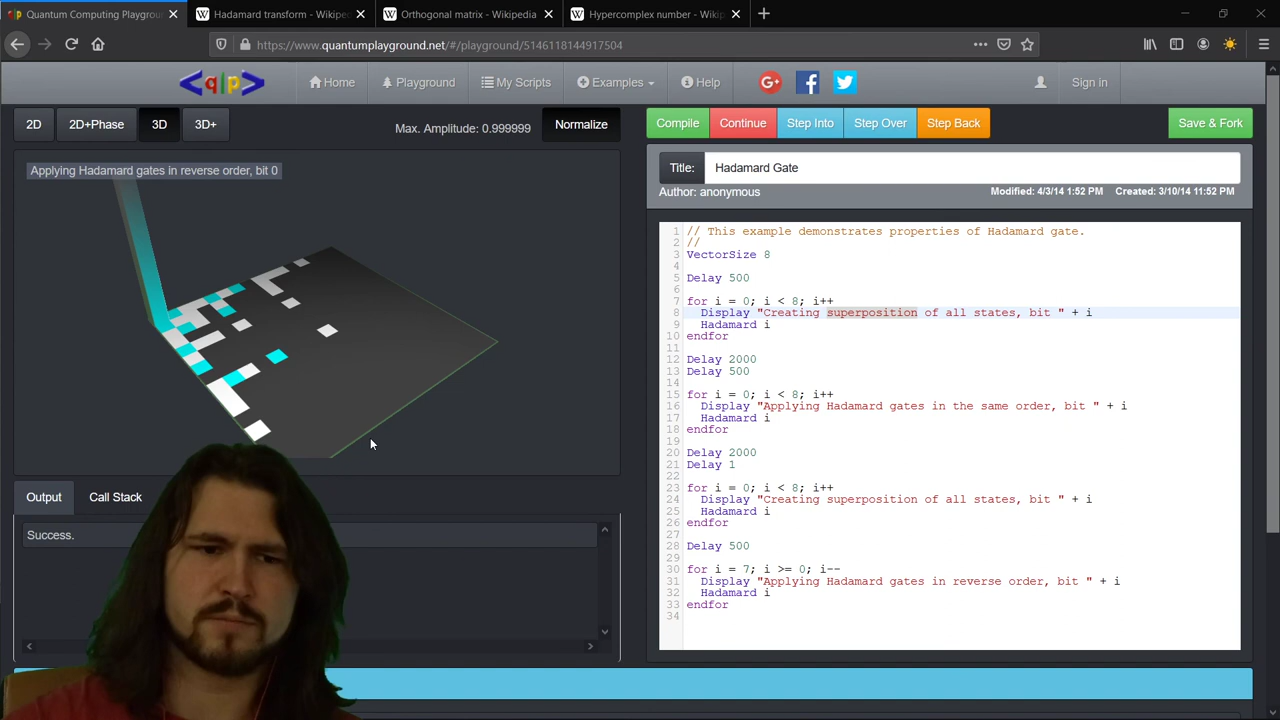 Quantum Computing Playgroun
Hadamard transform - Wikipe
Orthogonal matrix - Wikipedia
Hypercomplex number - Wikip
https://www.quantumplayground.net/#/playground/5146118144917504
<q|p>
Home
Playground
My Scripts
Examples
Help
Sign in
2D
2D+Phase
3D
3D+
Max. Amplitude: 0.999999
Normalize
Compile
Continue
Step Into
Step Over
Step Back
Save & Fork
Applying Hadamard gates in reverse order, bit 0
Title:
Hadamard Gate
Author: anonymous
Modified: 4/3/14 1:52 PM
Created: 3/10/14 11:52 PM
1 // This example demonstrates properties of Hadamard gate.
2 //
3 VectorSize 8
4
5 Delay 500
6
7 for i = 0; i < 8; i++
8 Display "Creating superposition of all states, bit " + i
9 Hadamard i
10 endfor
11
12 Delay 2000
13 Delay 500
14
15 for i = 0; i < 8; i++
16 Display "Applying Hadamard gates in the same order, bit " + i
17 Hadamard i
18 endfor
19
20 Delay 2000
21 Delay 1
22
23 for i = 0; i < 8; i++
24 Display "Creating superposition of all states, bit " + i
25 Hadamard i
26 endfor
27
28 Delay 500
29
30 for i = 7; i >= 0; i--
31 Display "Applying Hadamard gates in reverse order, bit " + i
32 Hadamard i
33 endfor
34
Output
Call Stack
Success.